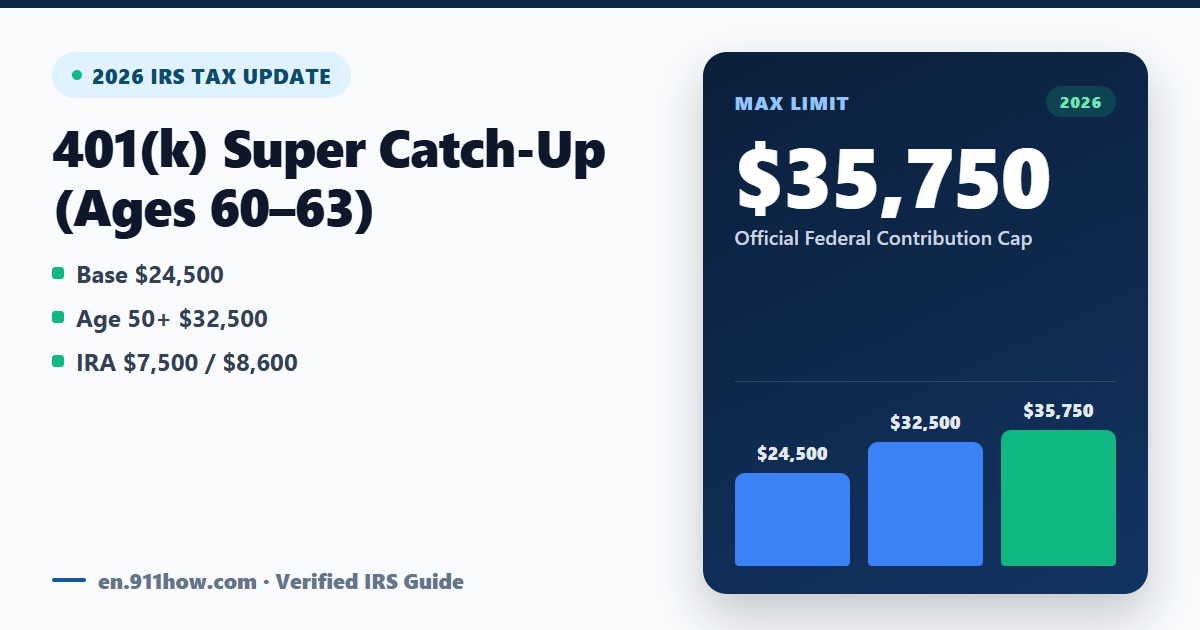 2026 IRS TAX UPDATE
401(k) Super Catch-Up
(Ages 60–63)
Base $24,500
Age 50+ $32,500
IRA $7,500 / $8,600
en.911how.com · Verified IRS Guide
MAX LIMIT
2026
$35,750
Official Federal Contribution Cap
$24,500
$32,500
$35,750